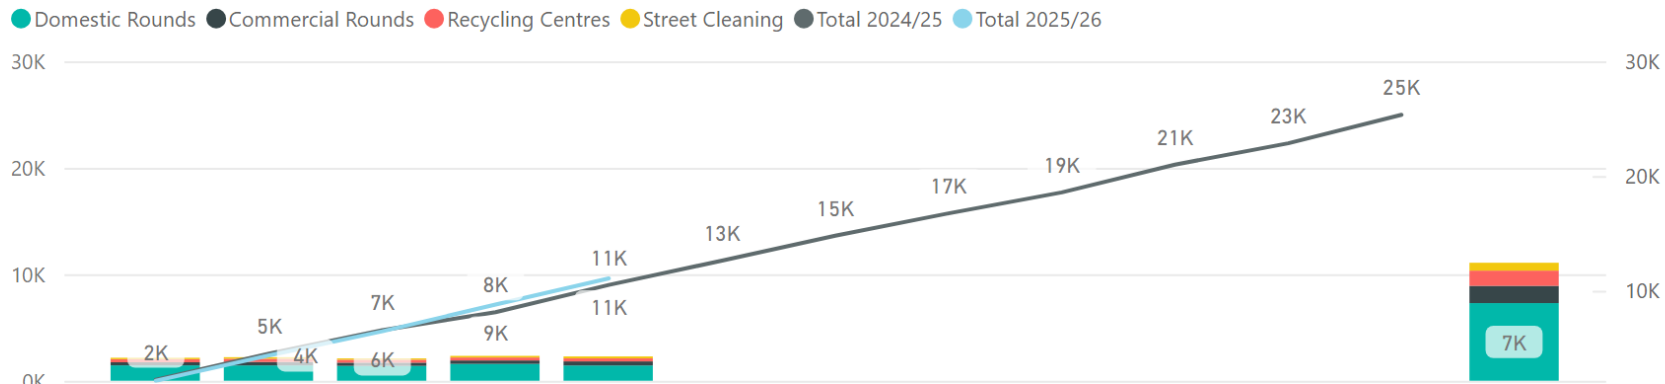 Domestic Rounds Commercial Rounds Recycling Centres Street Cleaning Total 2024/25 Total 2025/26
30K 30K
25K
23K
21K
20K 19K 20K
17K
15K
13K
11K
10K 8K 10K
7K 11K
5K 9K
2K 4K 6K 7K
0K